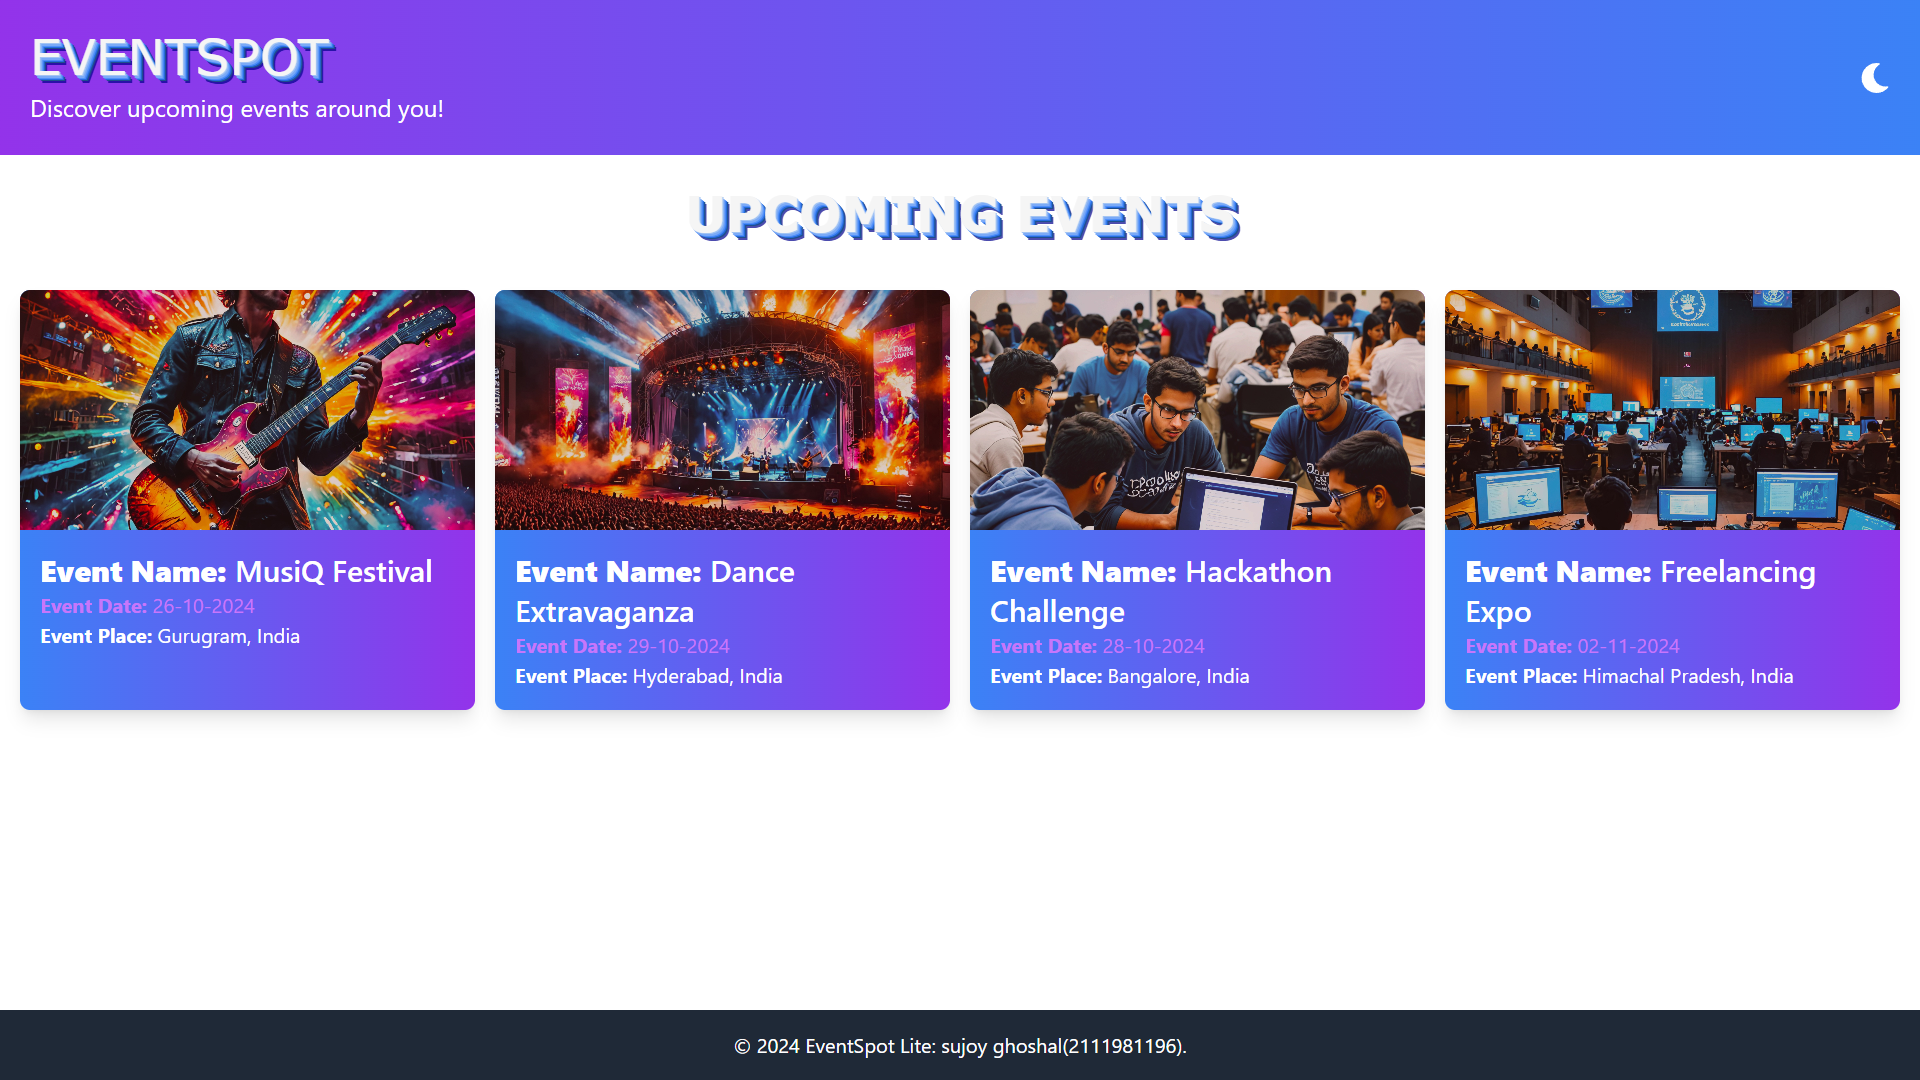 EVENTSPOT
Discover upcoming events around you!
UPCOMING EVENTS
Event Name: MusiQ Festival
Event Date: 26-10-2024
Event Place: Gurugram, India
Event Name: Dance
Extravaganza
Event Date: 29-10-2024
Event Place: Hyderabad, India
Event Name: Hackathon
Challenge
Event Date: 28-10-2024
Event Place: Bangalore, India
Event Name: Freelancing
Expo
Event Date: 02-11-2024
Event Place: Himachal Pradesh, India
© 2024 EventSpot Lite: sujoy ghoshal(2111981196).